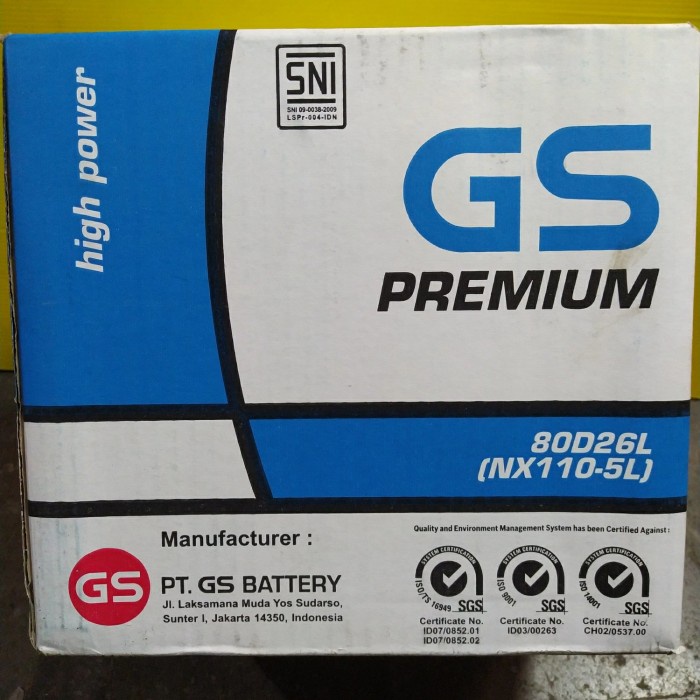 high power
SNI
SNI 09-0038-2009
LSPr-004-IDN
GS
PREMIUM
80D26L
(NX110-5L)
Manufacturer :
GS
PT. GS BATTERY
Jl. Laksamana Muda Yos Sudarso,
Sunter I, Jakarta 14350, Indonesia
Quality and Environment Management System has been Certified Against :
SYSTEM CERTIFICATION
ISO/TS 16949
SGS
Certificate No.
ID07/0852.01
ID07/0852.02
SYSTEM CERTIFICATION
ISO 9001
SGS
Certificate No.
ID03/00263
SYSTEM CERTIFICATION
ISO 14001
SGS
Certificate No.
CH02/0537.00